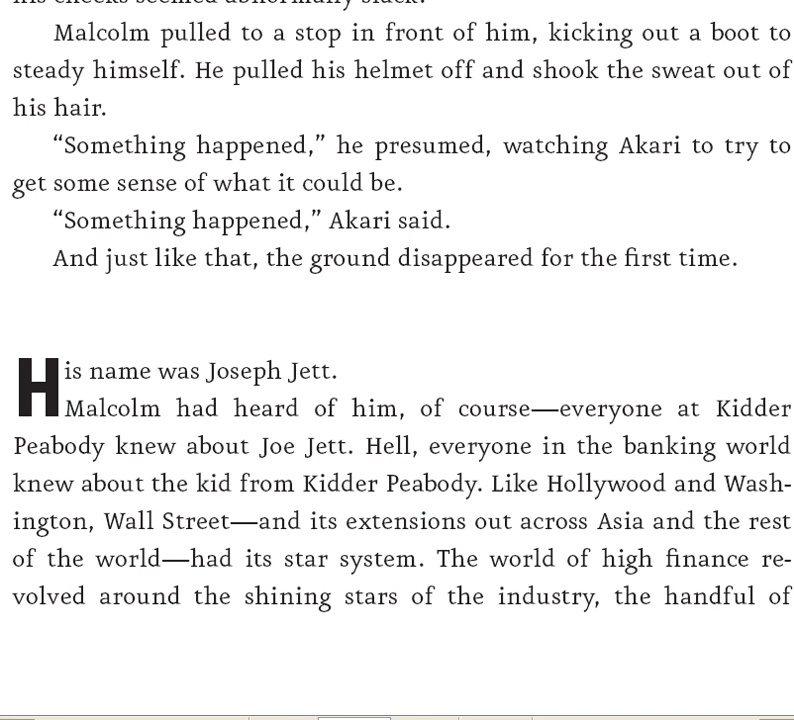 his cheeks seemed abnormally slack.
Malcolm pulled to a stop in front of him, kicking out a boot to
steady himself. He pulled his helmet off and shook the sweat out of
his hair.
“Something happened,” he presumed, watching Akari to try to
get some sense of what it could be.
“Something happened,” Akari said.
And just like that, the ground disappeared for the first time.
His name was Joseph Jett.
Malcolm had heard of him, of course—everyone at Kidder
Peabody knew about Joe Jett. Hell, everyone in the banking world
knew about the kid from Kidder Peabody. Like Hollywood and Wash-
ington, Wall Street—and its extensions out across Asia and the rest
of the world—had its star system. The world of high finance re-
volved around the shining stars of the industry, the handful of